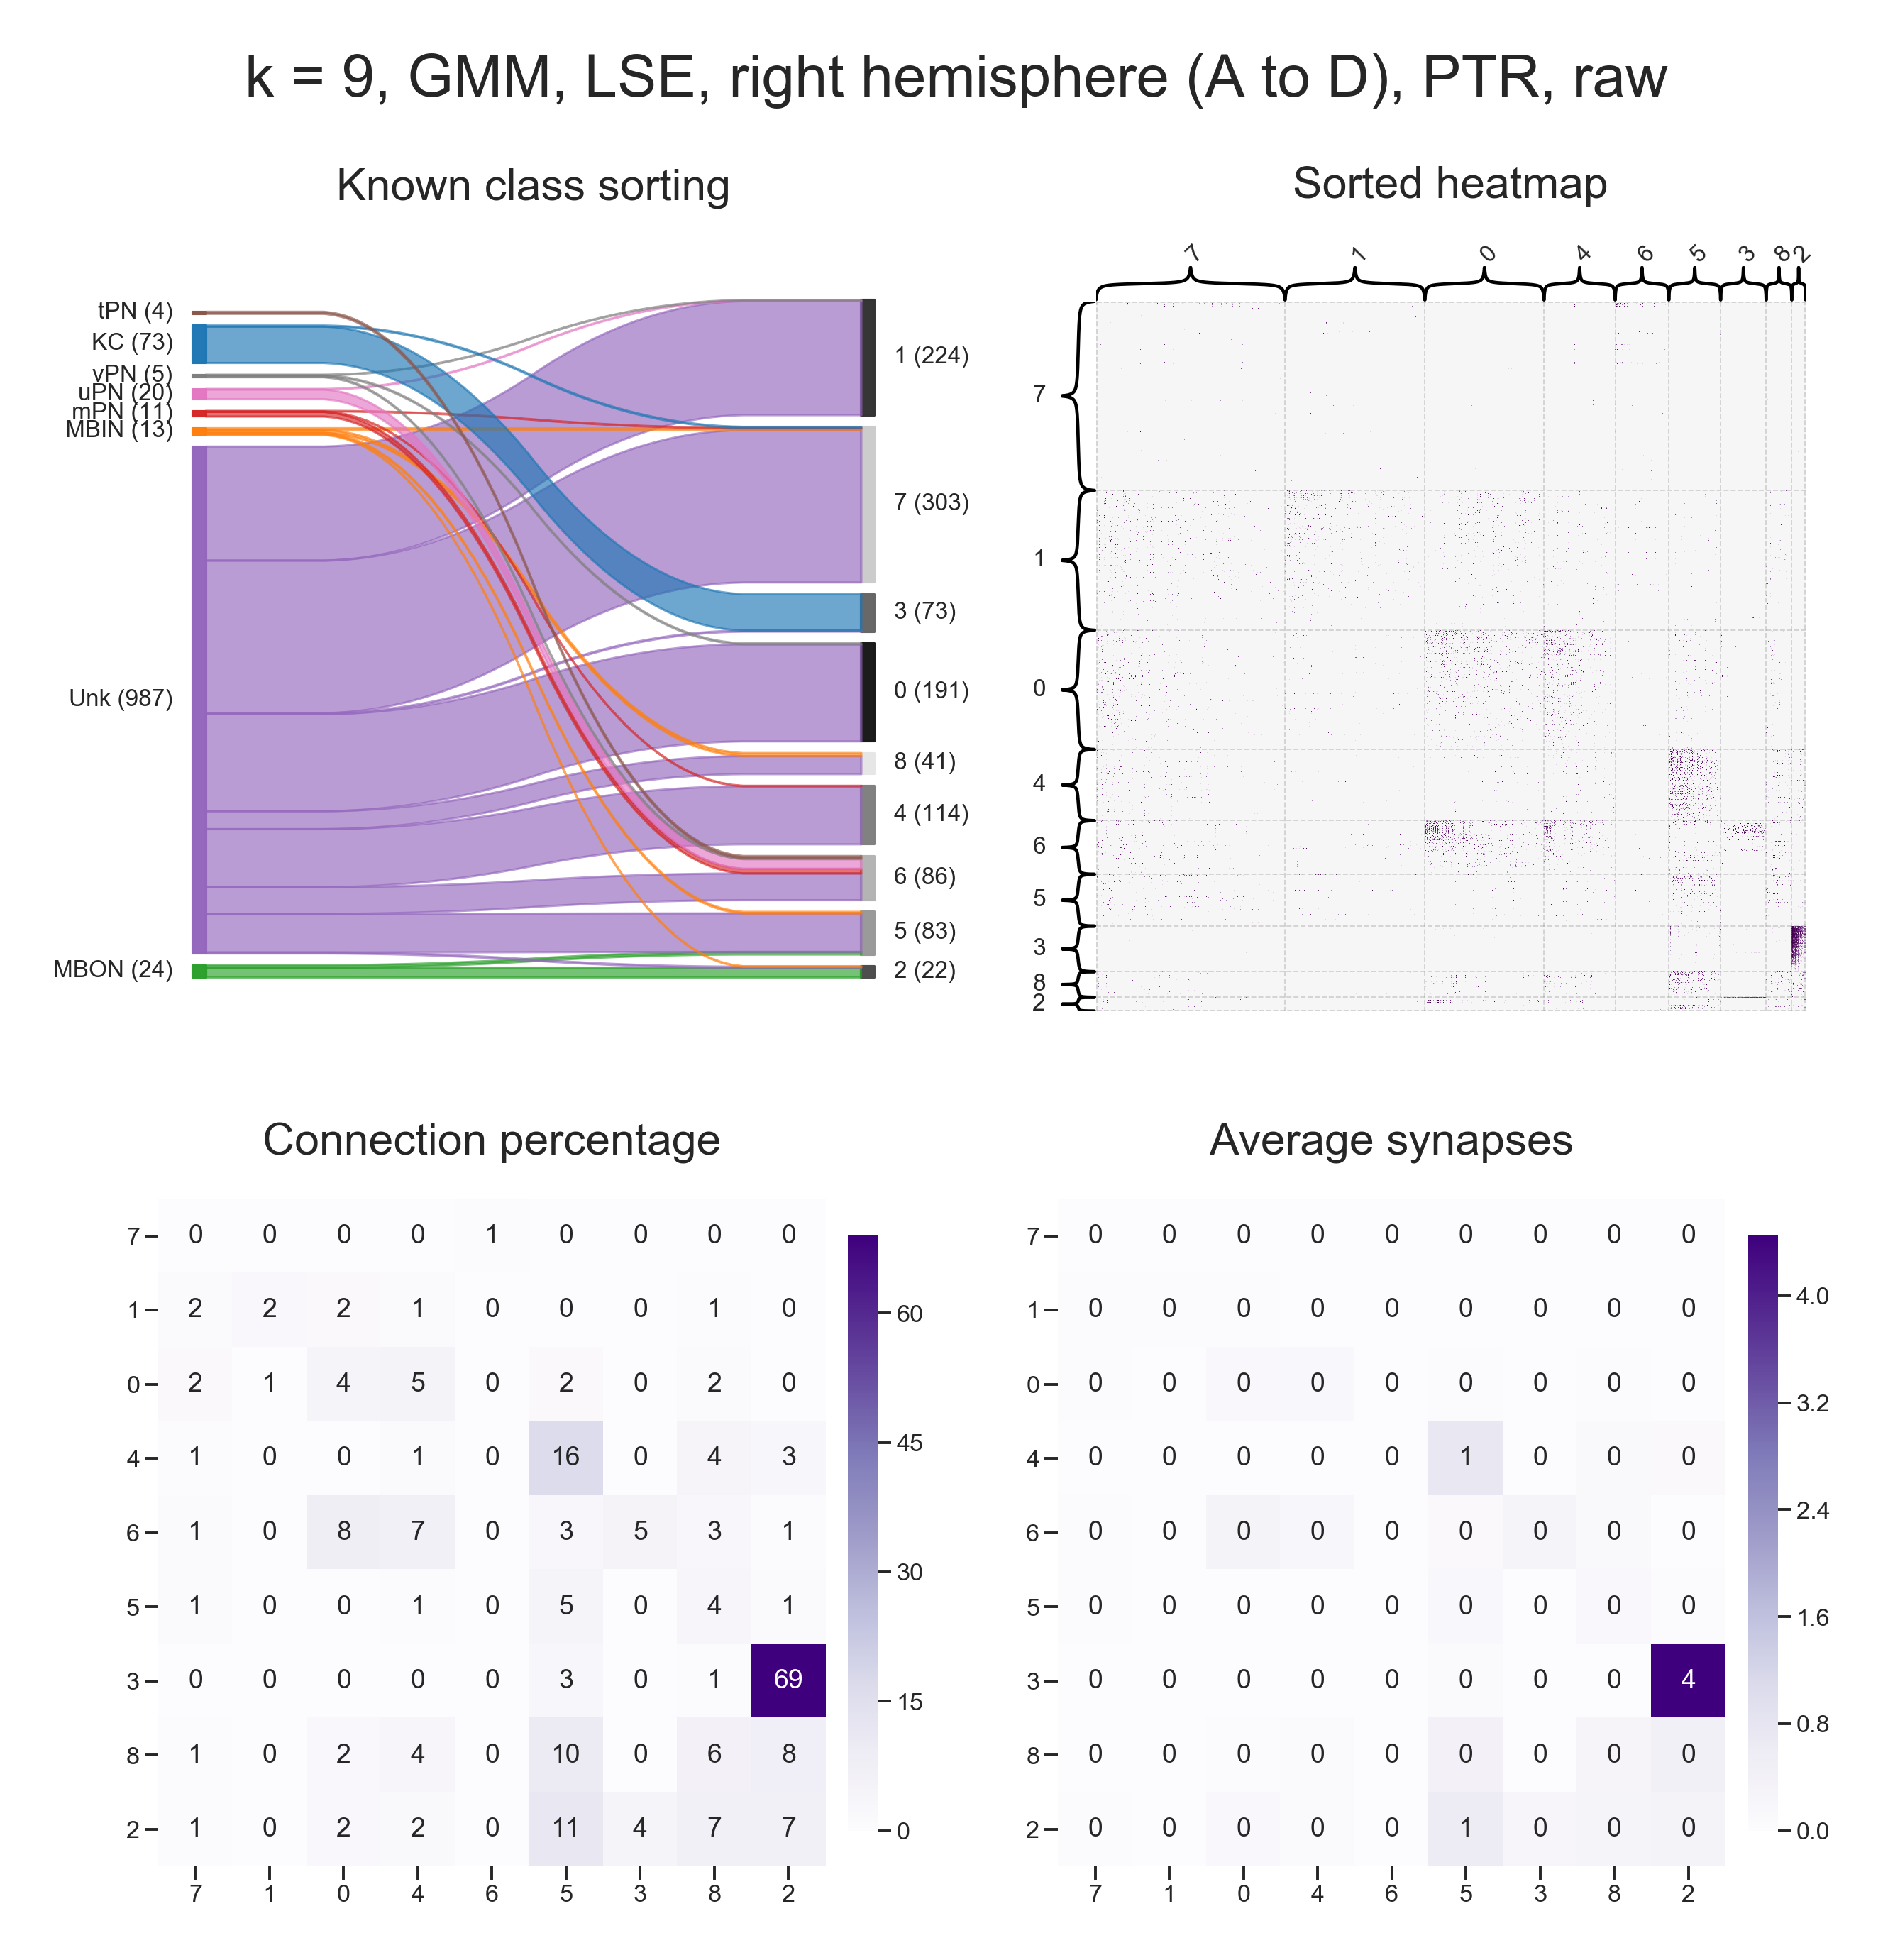 k = 9, GMM, LSE, right hemisphere (A to D), PTR, raw
Known class sorting
tPN (4)
KC (73)
vPN (5)
uPN (20)
mPN (11)
MBIN (13)
Unk (987)
MBON (24)
1 (224)
7 (303)
3 (73)
0 (191)
8 (41)
4 (114)
6 (86)
5 (83)
2 (22)
Sorted heatmap
7 1 0 4 6 5 3 8 2
7
1
0
4
6
5
3
8
2
Connection percentage
7 0 0 0 0 1 0 0 0 0
1 2 2 2 1 0 0 0 1 0
0 2 1 4 5 0 2 0 2 0
4 1 0 0 1 0 16 0 4 3
6 1 0 8 7 0 3 5 3 1
5 1 0 0 1 0 5 0 4 1
3 0 0 0 0 0 3 0 1 69
8 1 0 2 4 0 10 0 6 8
2 1 0 2 2 0 11 4 7 7
7 1 0 4 6 5 3 8 2
60
45
30
15
0
Average synapses
7 0 0 0 0 0 0 0 0 0
1 0 0 0 0 0 0 0 0 0
0 0 0 0 0 0 0 0 0 0
4 0 0 0 0 0 1 0 0 0
6 0 0 0 0 0 0 0 0 0
5 0 0 0 0 0 0 0 0 0
3 0 0 0 0 0 0 0 0 4
8 0 0 0 0 0 0 0 0 0
2 0 0 0 0 0 1 0 0 0
7 1 0 4 6 5 3 8 2
4.0
3.2
2.4
1.6
0.8
0.0